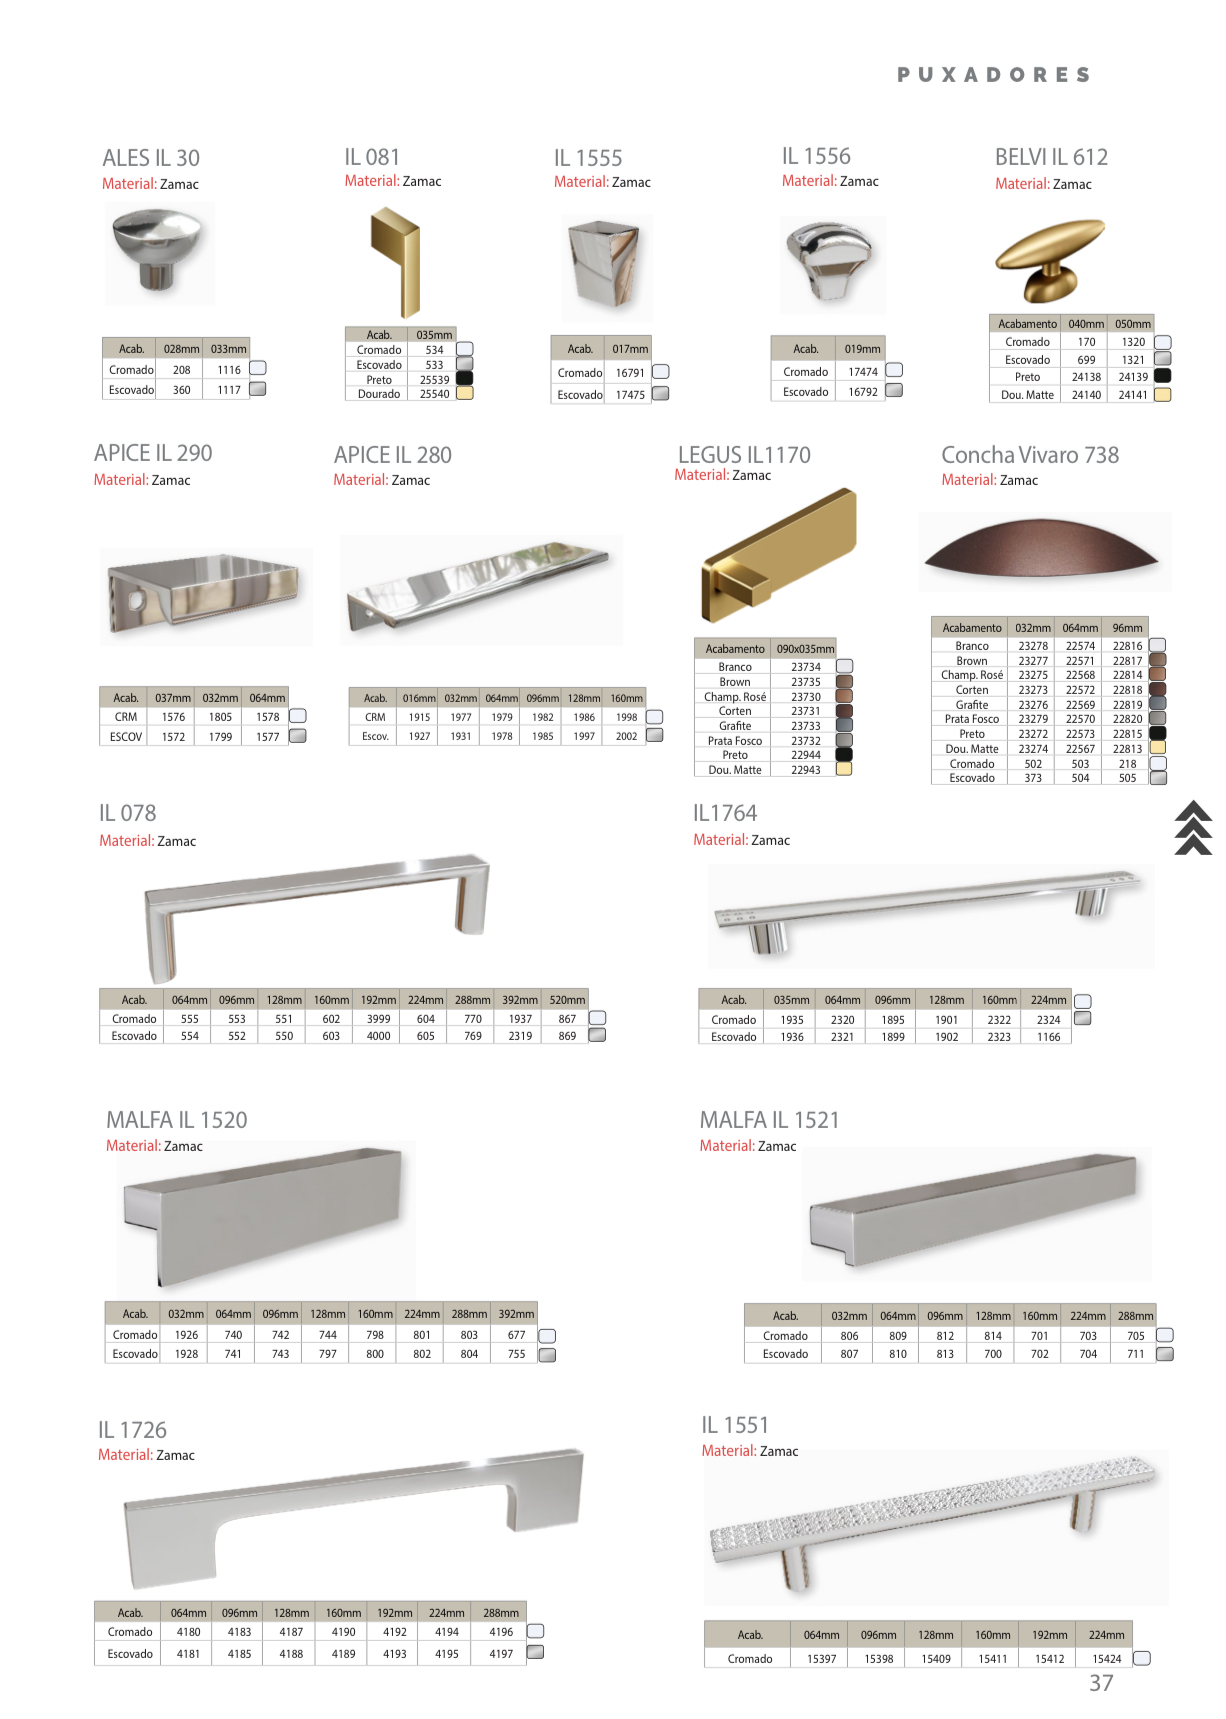 PUXADORES
ALES IL 30
Material: Zamac
Acab. 028mm 033mm
Cromado 208 1116
Escovado 360 1117
IL 081
Material: Zamac
Acab. 035mm
Cromado 534
Escovado 533
Preto 25539
Dourado 25540
IL 1555
Material: Zamac
Acab. 017mm
Cromado 16791
Escovado 17475
IL 1556
Material: Zamac
Acab. 019mm
Cromado 17474
Escovado 16792
BELVI IL 612
Material: Zamac
Acabamento 040mm 050mm
Cromado 170 1320
Escovado 699 1321
Preto 24138 24139
Dou. Matte 24140 24141
APICE IL 290
Material: Zamac
Acab. 037mm 032mm 064mm
CRM 1576 1805 1578
ESCOV 1572 1799 1577
APICE IL 280
Material: Zamac
Acab. 016mm 032mm 064mm 096mm 128mm 160mm
CRM 1915 1977 1979 1982 1986 1998
Escov. 1927 1931 1978 1985 1997 2002
LEGUS IL1170
Material: Zamac
Acabamento 090x035mm
Branco 23734
Brown 23735
Champ. Rosé 23730
Corten 23731
Grafite 23733
Prata Fosco 23732
Preto 22944
Dou. Matte 22943
Concha Vivaro 738
Material: Zamac
Acabamento 032mm 064mm 96mm
Branco 23278 22574 22816
Brown 23277 22571 22817
Champ. Rosé 23275 22568 22814
Corten 23273 22572 22818
Grafite 23276 22569 22819
Prata Fosco 23279 22570 22820
Preto 23272 22573 22815
Dou. Matte 23274 22567 22813
Cromado 502 503 218
Escovado 373 504 505
IL 078
Material: Zamac
Acab. 064mm 096mm 128mm 160mm 192mm 224mm 288mm 392mm 520mm
Cromado 555 553 551 602 3999 604 770 1937 867
Escovado 554 552 550 603 4000 605 769 2319 869
IL1764
Material: Zamac
Acab. 035mm 064mm 096mm 128mm 160mm 224mm
Cromado 1935 2320 1895 1901 2322 2324
Escovado 1936 2321 1899 1902 2323 1166
MALFA IL 1520
Material: Zamac
Acab. 032mm 064mm 096mm 128mm 160mm 224mm 288mm 392mm
Cromado 1926 740 742 744 798 801 803 677
Escovado 1928 741 743 797 800 802 804 755
MALFA IL 1521
Material: Zamac
Acab. 032mm 064mm 096mm 128mm 160mm 224mm 288mm
Cromado 806 809 812 814 701 703 705
Escovado 807 810 813 700 702 704 711
IL 1726
Material: Zamac
Acab. 064mm 096mm 128mm 160mm 192mm 224mm 288mm
Cromado 4180 4183 4187 4190 4192 4194 4196
Escovado 4181 4185 4188 4189 4193 4195 4197
IL 1551
Material: Zamac
Acab. 064mm 096mm 128mm 160mm 192mm 224mm
Cromado 15397 15398 15409 15411 15412 15424
37